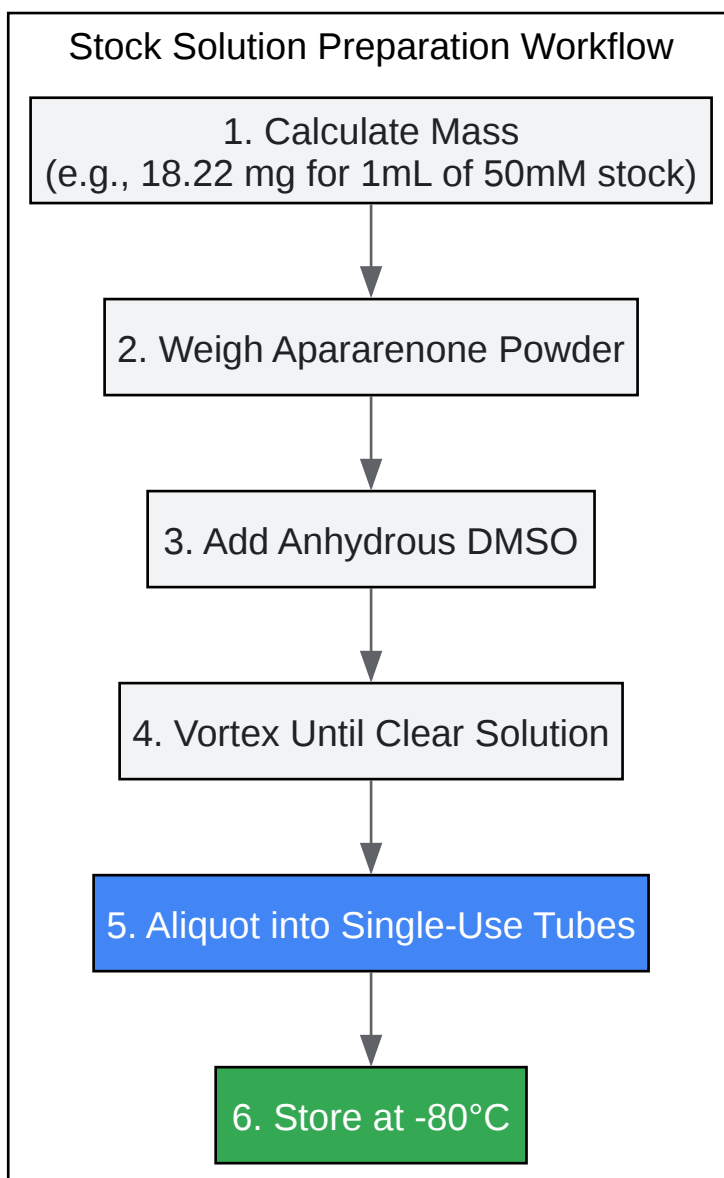 Stock Solution Preparation Workflow
1. Calculate Mass
(e.g., 18.22 mg for 1mL of 50mM stock)
2. Weigh Apararenone Powder
3. Add Anhydrous DMSO
4. Vortex Until Clear Solution
5. Aliquot into Single-Use Tubes
6. Store at -80°C